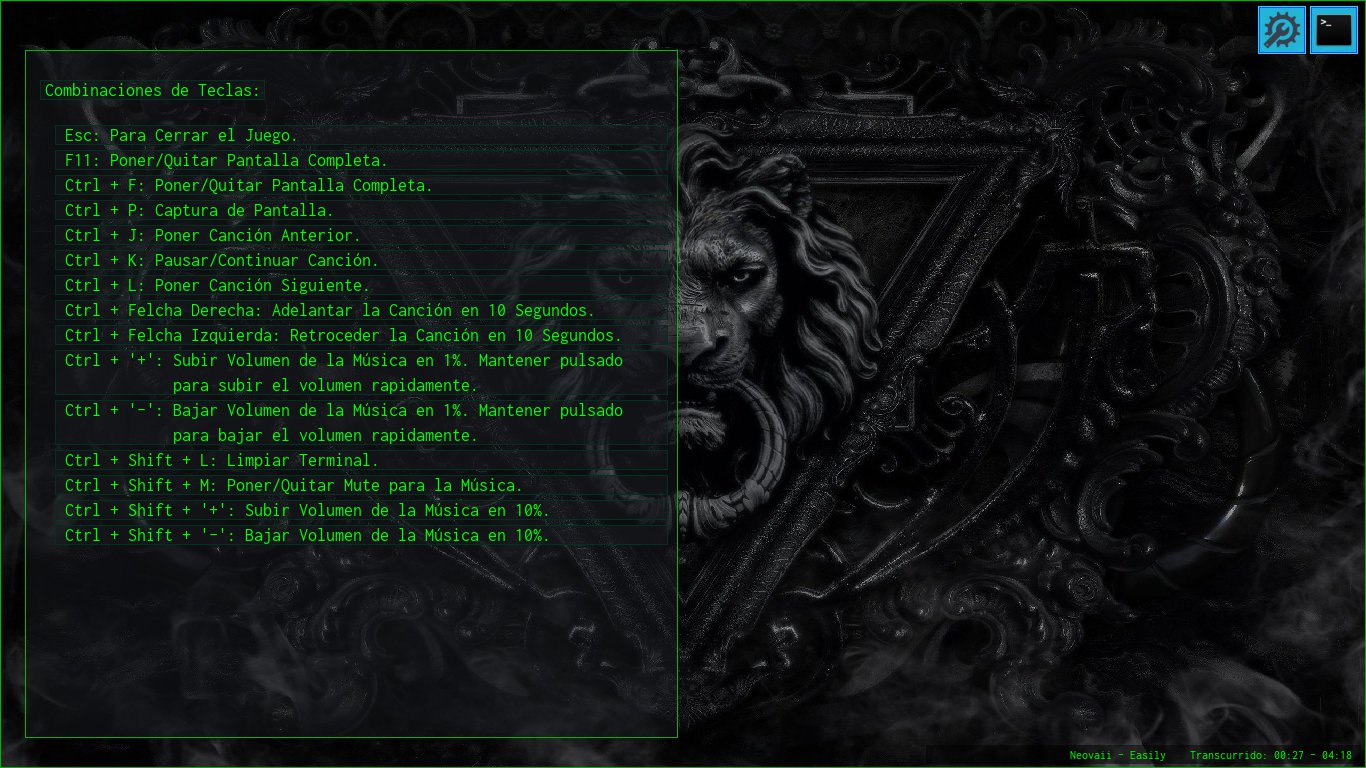 >_
Combinaciones de Teclas:
Esc: Para Cerrar el Juego.
F11: Poner/Quitar Pantalla Completa.
Ctrl + F: Poner/Quitar Pantalla Completa.
Ctrl + P: Captura de Pantalla.
Ctrl + J: Poner Canción Anterior.
Ctrl + K: Pausar/Continuar Canción.
Ctrl + L: Poner Canción Siguiente.
Ctrl + Felcha Derecha: Adelantar la Canción en 10 Segundos.
Ctrl + Felcha Izquierda: Retroceder la Canción en 10 Segundos.
Ctrl + '+': Subir Volumen de la Música en 1%. Mantener pulsado
para subir el volumen rapidamente.
Ctrl + '-': Bajar Volumen de la Música en 1%. Mantener pulsado
para bajar el volumen rapidamente.
Ctrl + Shift + L: Limpiar Terminal.
Ctrl + Shift + M: Poner/Quitar Mute para la Música.
Ctrl + Shift + '+': Subir Volumen de la Música en 10%.
Ctrl + Shift + '-': Bajar Volumen de la Música en 10%.
Neovaii - Easily    Transcurrido: 00:27 - 04:18